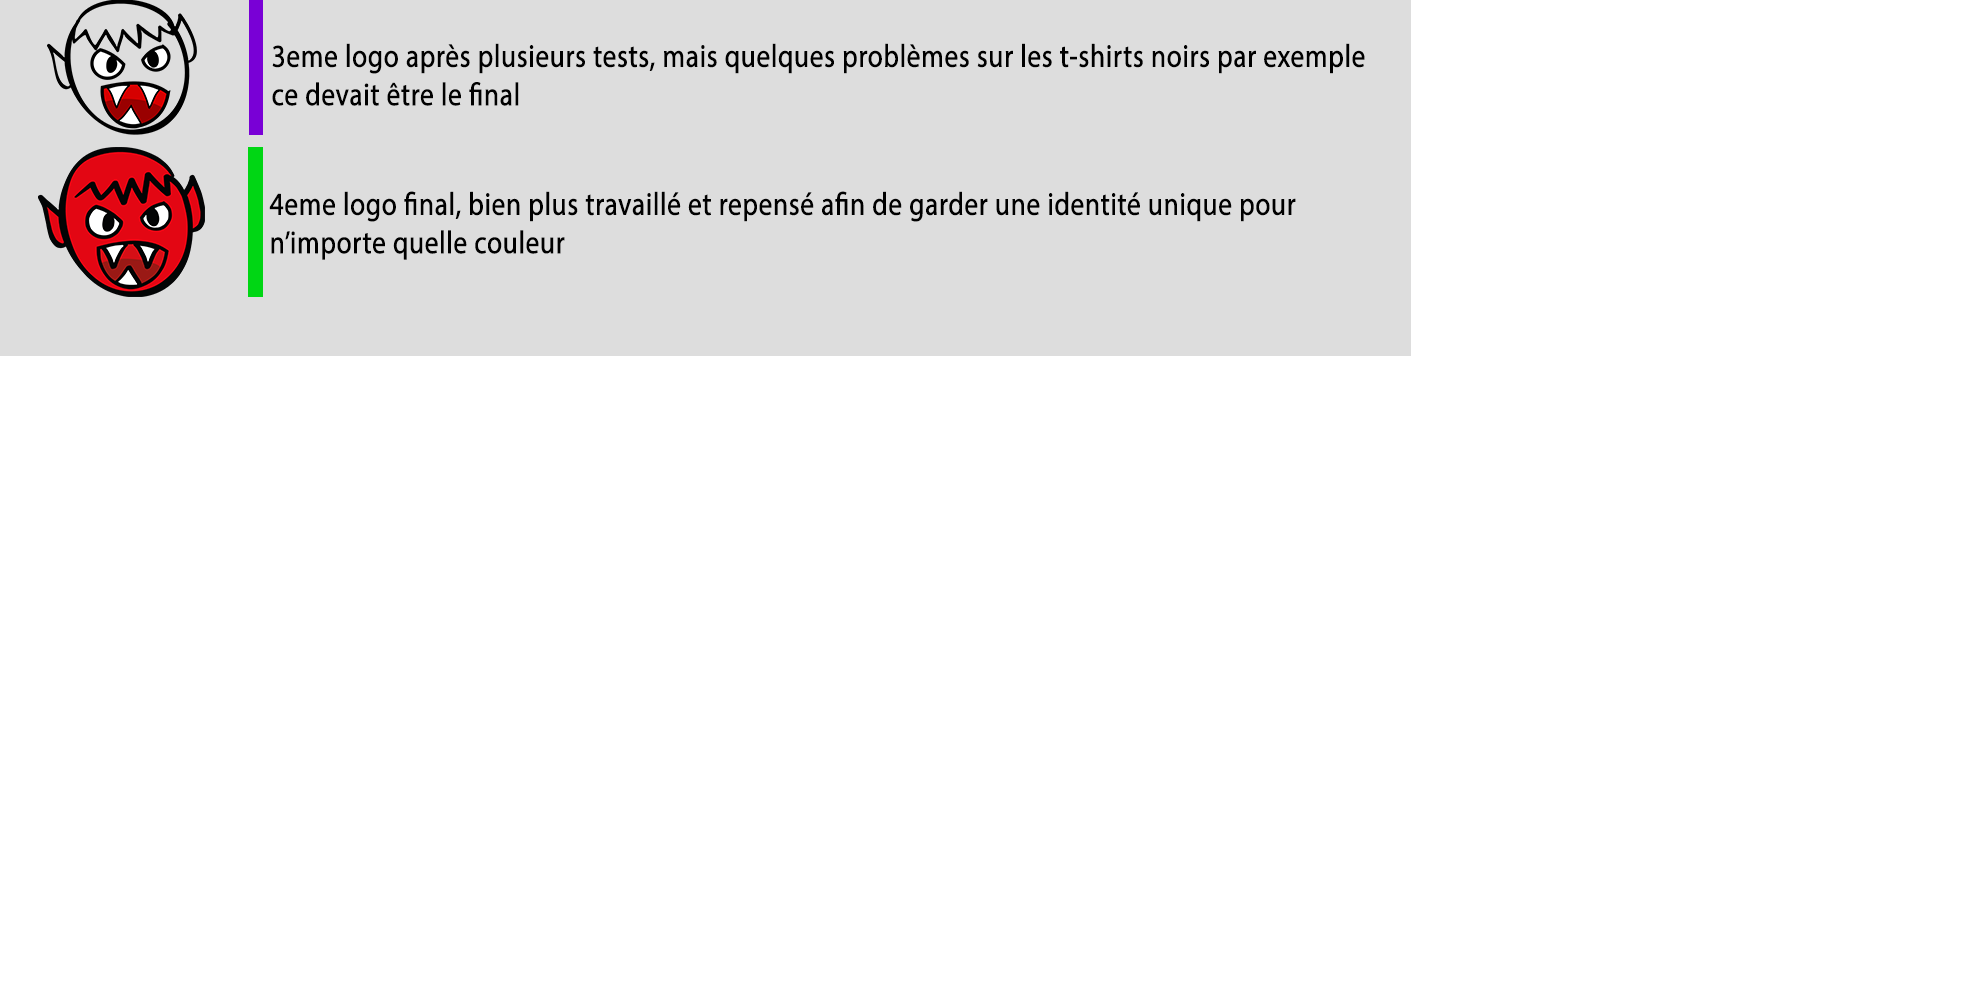 3eme logo après plusieurs tests, mais quelques problèmes sur les t-shirts noirs par exemple
ce devait être le final
4eme logo final, bien plus travaillé et repensé afin de garder une identité unique pour
n’importe quelle couleur